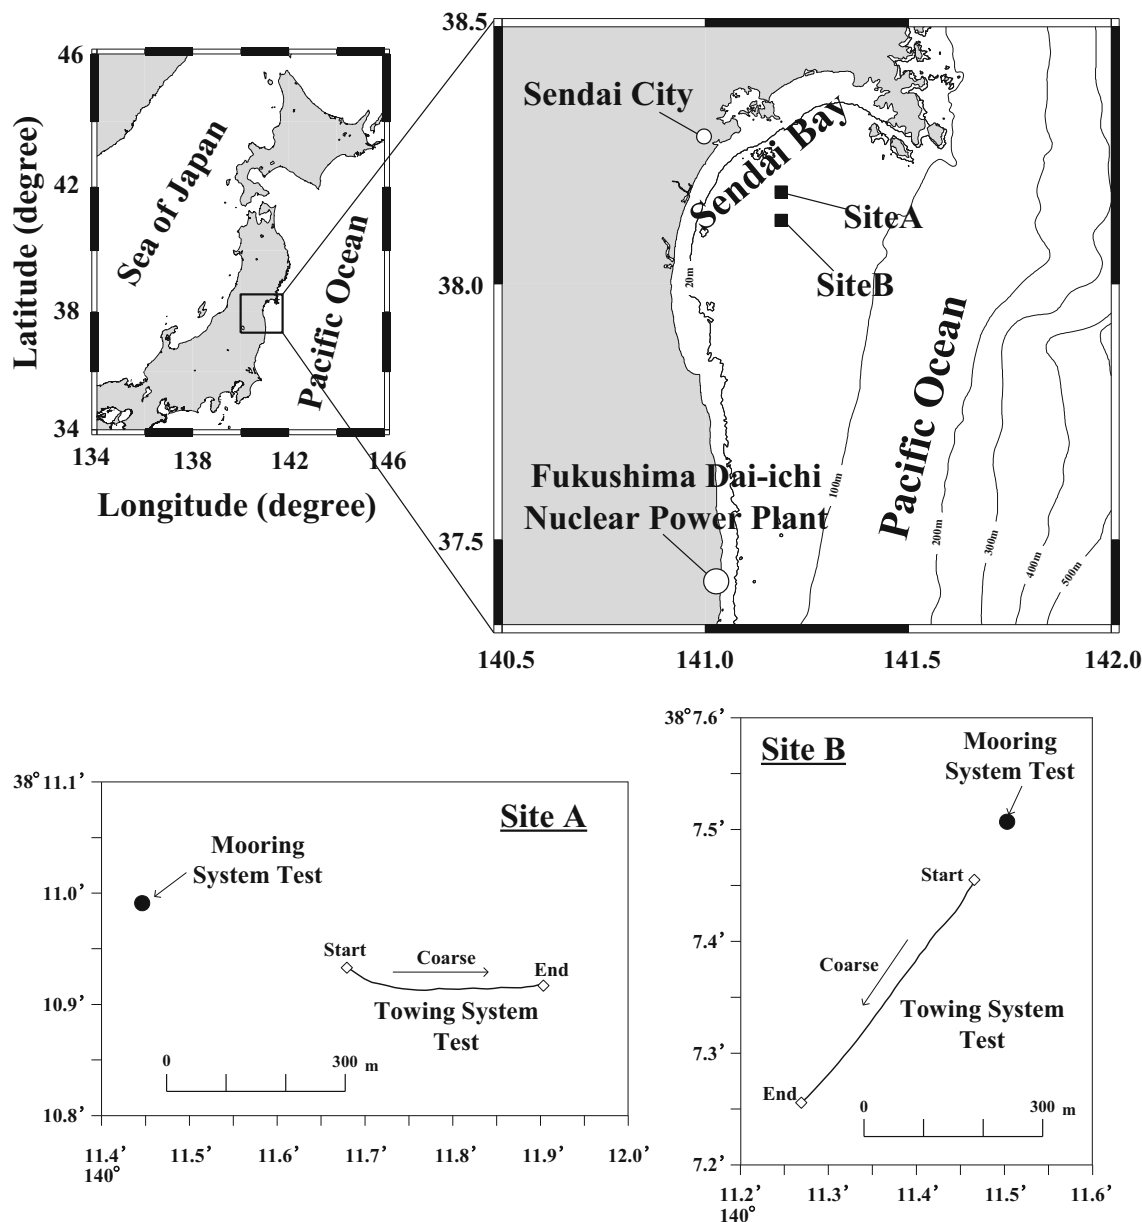 46
42
38
34
134
138
142
146
Latitude (degree)
Longitude (degree)
Sea of Japan
Pacific Ocean
38.5
38.0
37.5
140.5
141.0
141.5
142.0
Sendai City
Sendai Bay
SiteA
SiteB
20m
Pacific Ocean
Fukushima Dai-ichi
Nuclear Power Plant
100m
200m
300m
400m
500m
38°11.1’
11.0’
10.9’
10.8’
Site A
Mooring
System Test
Start
Coarse
End
Towing System
Test
0
300 m
11.4’
11.5’
11.6’
11.7’
11.8’
11.9’
12.0’
140°
38°7.6’
7.5’
7.4’
7.3’
7.2’
Site B
Mooring
System Test
Start
Coarse
Towing System
Test
End
0
300 m
11.2’
11.3’
11.4’
11.5’
11.6’
140°